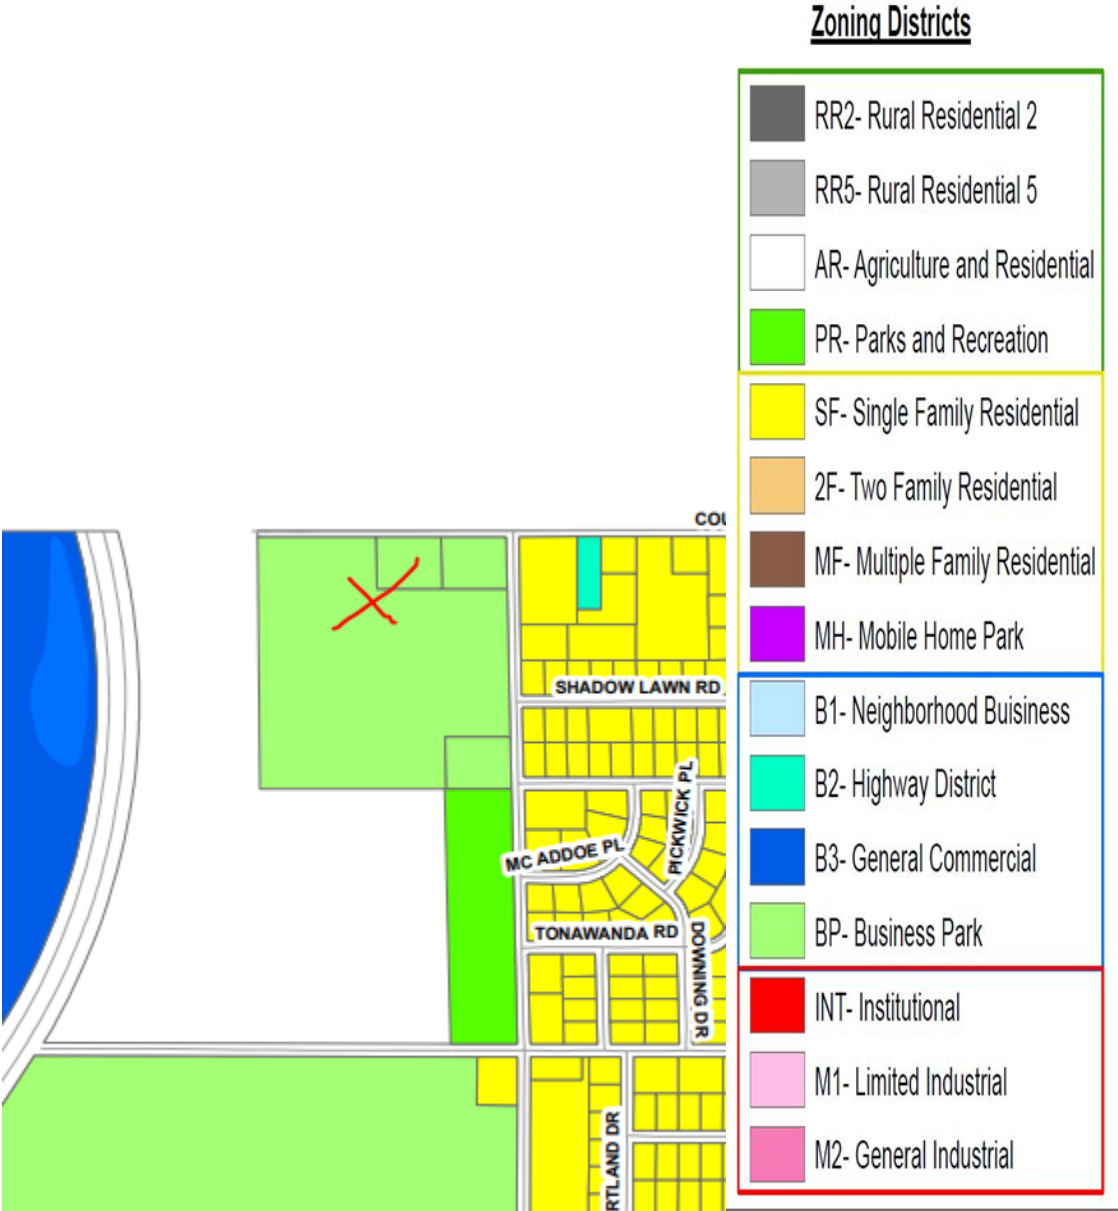 Zoning Districts
RR2- Rural Residential 2
RR5- Rural Residential 5
AR- Agriculture and Residential
PR- Parks and Recreation
SF- Single Family Residential
2F- Two Family Residential
MF- Multiple Family Residential
MH- Mobile Home Park
B1- Neighborhood Buisiness
B2- Highway District
B3- General Commercial
BP- Business Park
INT- Institutional
M1- Limited Industrial
M2- General Industrial
COU
SHADOW LAWN RD
PICKWICK PL
MC ADDOE PL
TONAWANDA RD
DOWNING DR
RTLAND DR